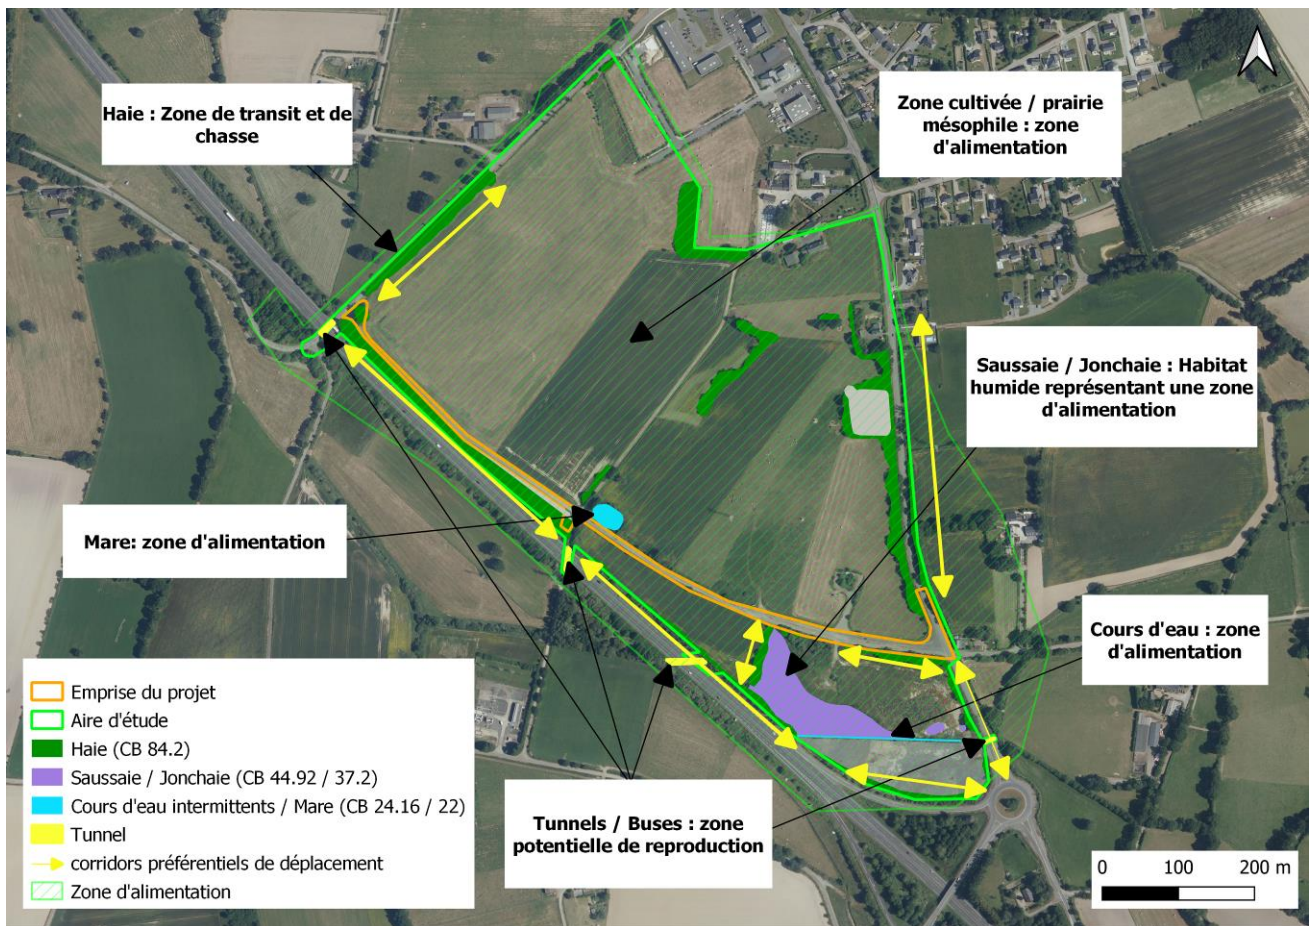 Haie : Zone de transit et de
chasse
Zone cultivée / prairie
mésophile : zone
d'alimentation
Saussaie / Jonchaie : Habitat
humide représentant une zone
d'alimentation
Mare: zone d'alimentation
Cours d'eau : zone
d'alimentation
Tunnels / Buses : zone
potentielle de reproduction
Emprise du projet
Aire d'étude
Haie (CB 84.2)
Saussaie / Jonchaie (CB 44.92 / 37.2)
Cours d'eau intermittents / Mare (CB 24.16 / 22)
Tunnel
corridors préférentiels de déplacement
Zone d'alimentation
0 100 200 m